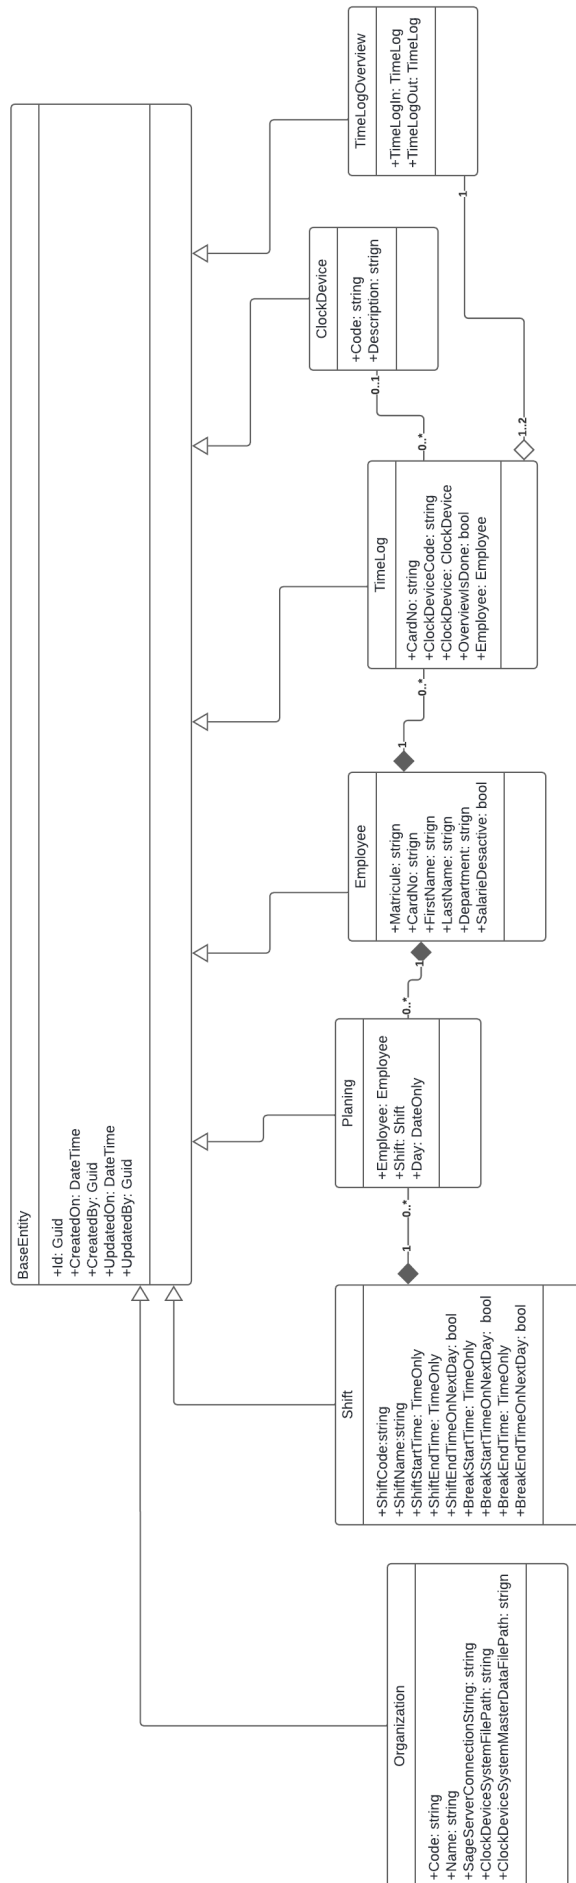 BaseEntity
+Id: Guid
+CreatedOn: DateTime
+CreatedBy: Guid
+UpdatedOn: DateTime
+UpdatedBy: Guid
Organization
+Code: string
+Name: string
+SageServerConnectionString: string
+ClockDeviceSystemFilePath: string
+ClockDeviceSystemMasterDataFilePath: strign
Shift
+ShiftCode:string
+ShiftName:string
+ShiftStartTime: TimeOnly
+ShiftEndTime: TimeOnly
+ShiftEndTimeOnNextDay: bool
+BreakStartTime: TimeOnly
+BreakStartTimeOnNextDay: bool
+BreakEndTime: TimeOnly
+BreakEndTimeOnNextDay: bool
1
0..*
Planing
+Employee: Employee
+Shift: Shift
+Day: DateOnly
0..*
1
Employee
+Matricule: strign
+CardNo: strign
+FirstName: strign
+LastName: strign
+Department: strign
+SalarieDesactive: bool
1
0..*
TimeLog
+CardNo: string
+ClockDeviceCode: string
+ClockDevice: ClockDevice
+OverviewIsDone: bool
+Employee: Employee
0..*
0..1
1..2
1
ClockDevice
+Code: string
+Description: strign
TimeLogOverview
+TimeLogIn: TimeLog
+TimeLogOut: TimeLog